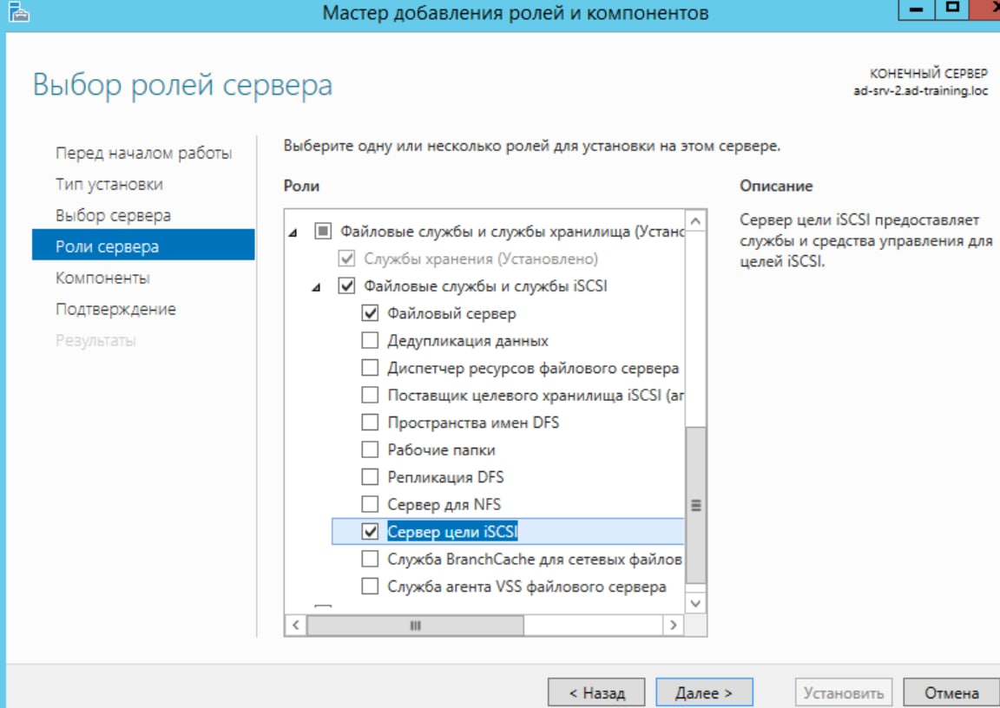 Мастер добавления ролей и компонентов
Выбор ролей сервера
КОНЕЧНЫЙ СЕРВЕР
ad-srv-2.ad-training.loc
Перед началом работы
Тип установки
Выбор сервера
Роли сервера
Компоненты
Подтверждение
Результаты
Выберите одну или несколько ролей для установки на этом сервере.
Роли
Файловые службы и службы хранилища (Устанс
Службы хранения (Установлено)
Файловые службы и службы iSCSI
Файловый сервер
Дедупликация данных
Диспетчер ресурсов файлового сервера
Поставщик целевого хранилища iSCSI (ап
Пространства имен DFS
Рабочие папки
Репликация DFS
Сервер для NFS
Сервер цели iSCSI
Служба BranchCache для сетевых файлов
Служба агента VSS файлового сервера
Описание
Сервер цели iSCSI предоставляет
службы и средства управления для
целей iSCSI.
< Назад
Далее >
Установить
Отмена